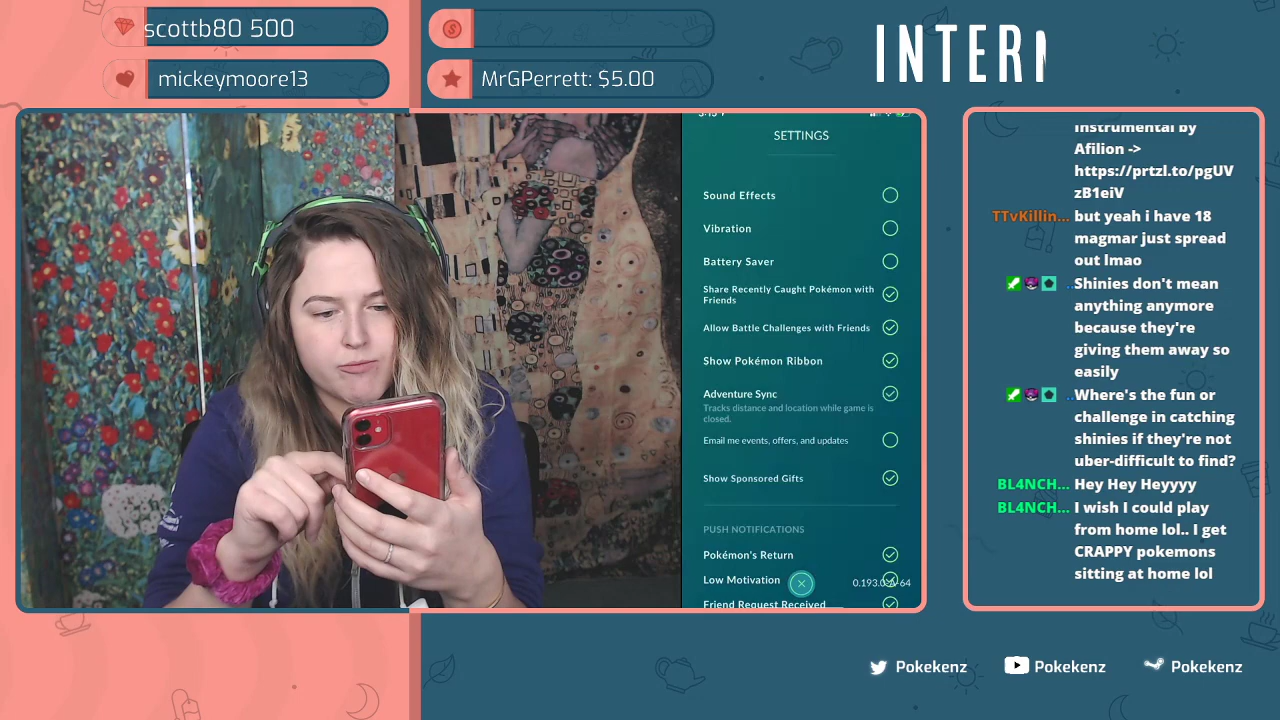 scottb80 500
mickeymoore13
MrGPerrett: $5.00
INTER
SETTINGS
Sound Effects
Vibration
Battery Saver
Share Recently Caught Pokémon with
Friends
Allow Battle Challenges with Friends
Show Pokémon Ribbon
Adventure Sync
Tracks distance and location while game is
closed.
Email me events, offers, and updates
Show Sponsored Gifts
PUSH NOTIFICATIONS
Pokémon's Return
Low Motivation
Friend Request Received
Instrumental by
Afilion ->
https://prtzl.to/pgUV
zB1eiV
TTvKillin... but yeah i have 18
magmar just spread
out lmao
Shinies don't mean
anything anymore
because they're
giving them away so
easily
Where's the fun or
challenge in catching
shinies if they're not
uber-difficult to find?
BL4NCH... Hey Hey Heyyyy
BL4NCH... I wish I could play
from home lol.. I get
CRAPPY pokemons
sitting at home lol
Pokekenz
Pokekenz
Pokekenz